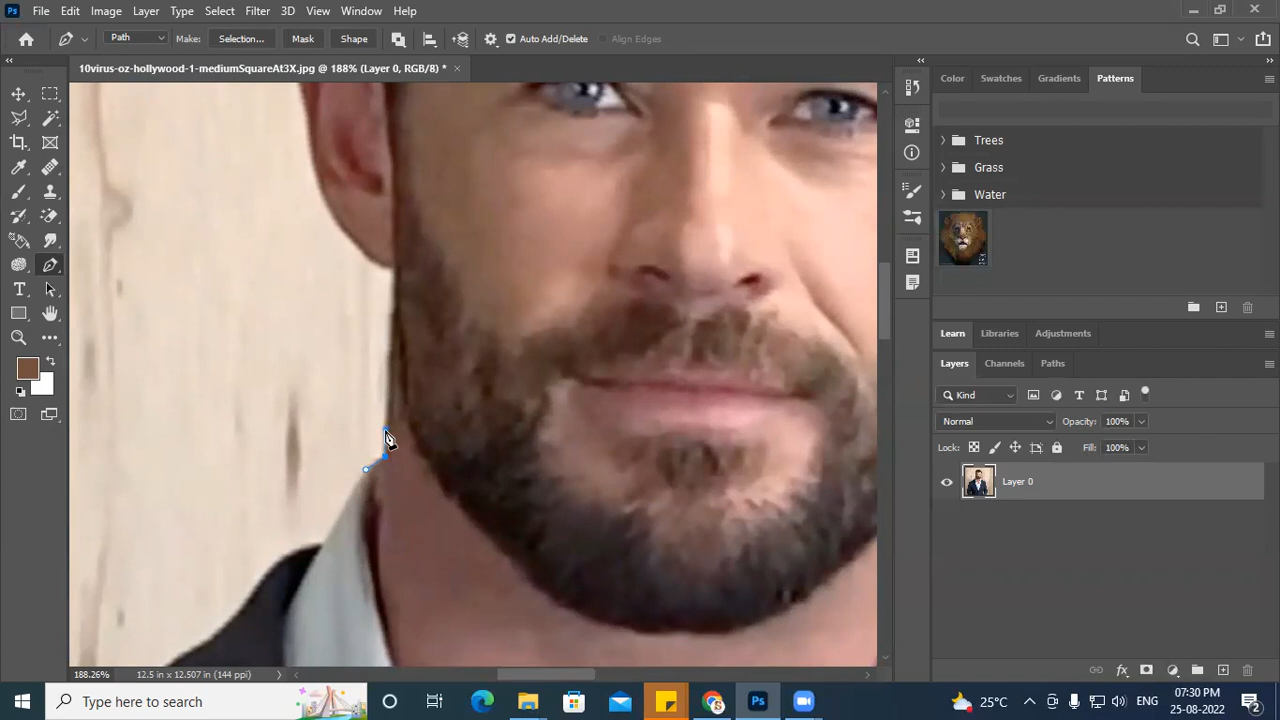 Ps File Edit Image Layer Type Select Filter 3D View Window Help
Path Make: Selection... Mask Shape Auto Add/Delete Align Edges
10virus-oz-hollywood-1-mediumSquareAt3X.jpg @ 188% (Layer 0, RGB/8) *
Color Swatches Gradients Patterns
Trees
Grass
Water
Learn Libraries Adjustments
Layers Channels Paths
Kind
Normal Opacity: 100%
Lock: Fill: 100%
Layer 0
188.26% 12.5 in x 12.507 in (144 ppi)
Type here to search
Ps
25°C ENG
07:30 PM
25-08-2022
2